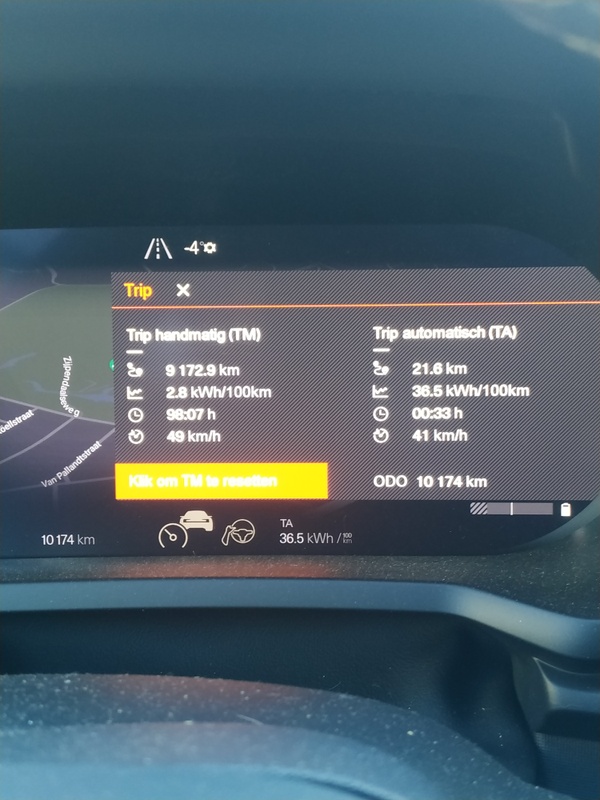 -4°
Trip
Trip handmatig (TM)
9 172.9 km
2.8 kWh/100km
98:07 h
49 km/h
Klik om TM te resetten
Trip automatisch (TA)
21.6 km
36.5 kWh/100km
00:33 h
41 km/h
ODO 10 174 km
Zijpendaalseweg
Van Pallandtstraat
10 174 km
TA
36.5 kWh / 100 km